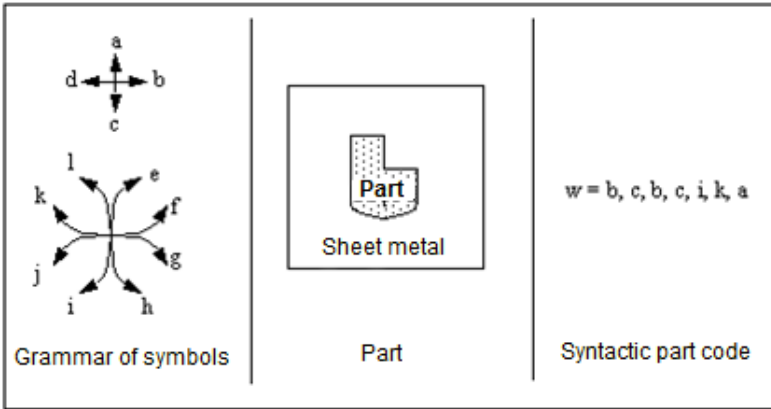 a
d b
c
l e
k f
j g
i h
Grammar of symbols
Part
Sheet metal
Part
w = b, c, b, c, i, k, a
Syntactic part code